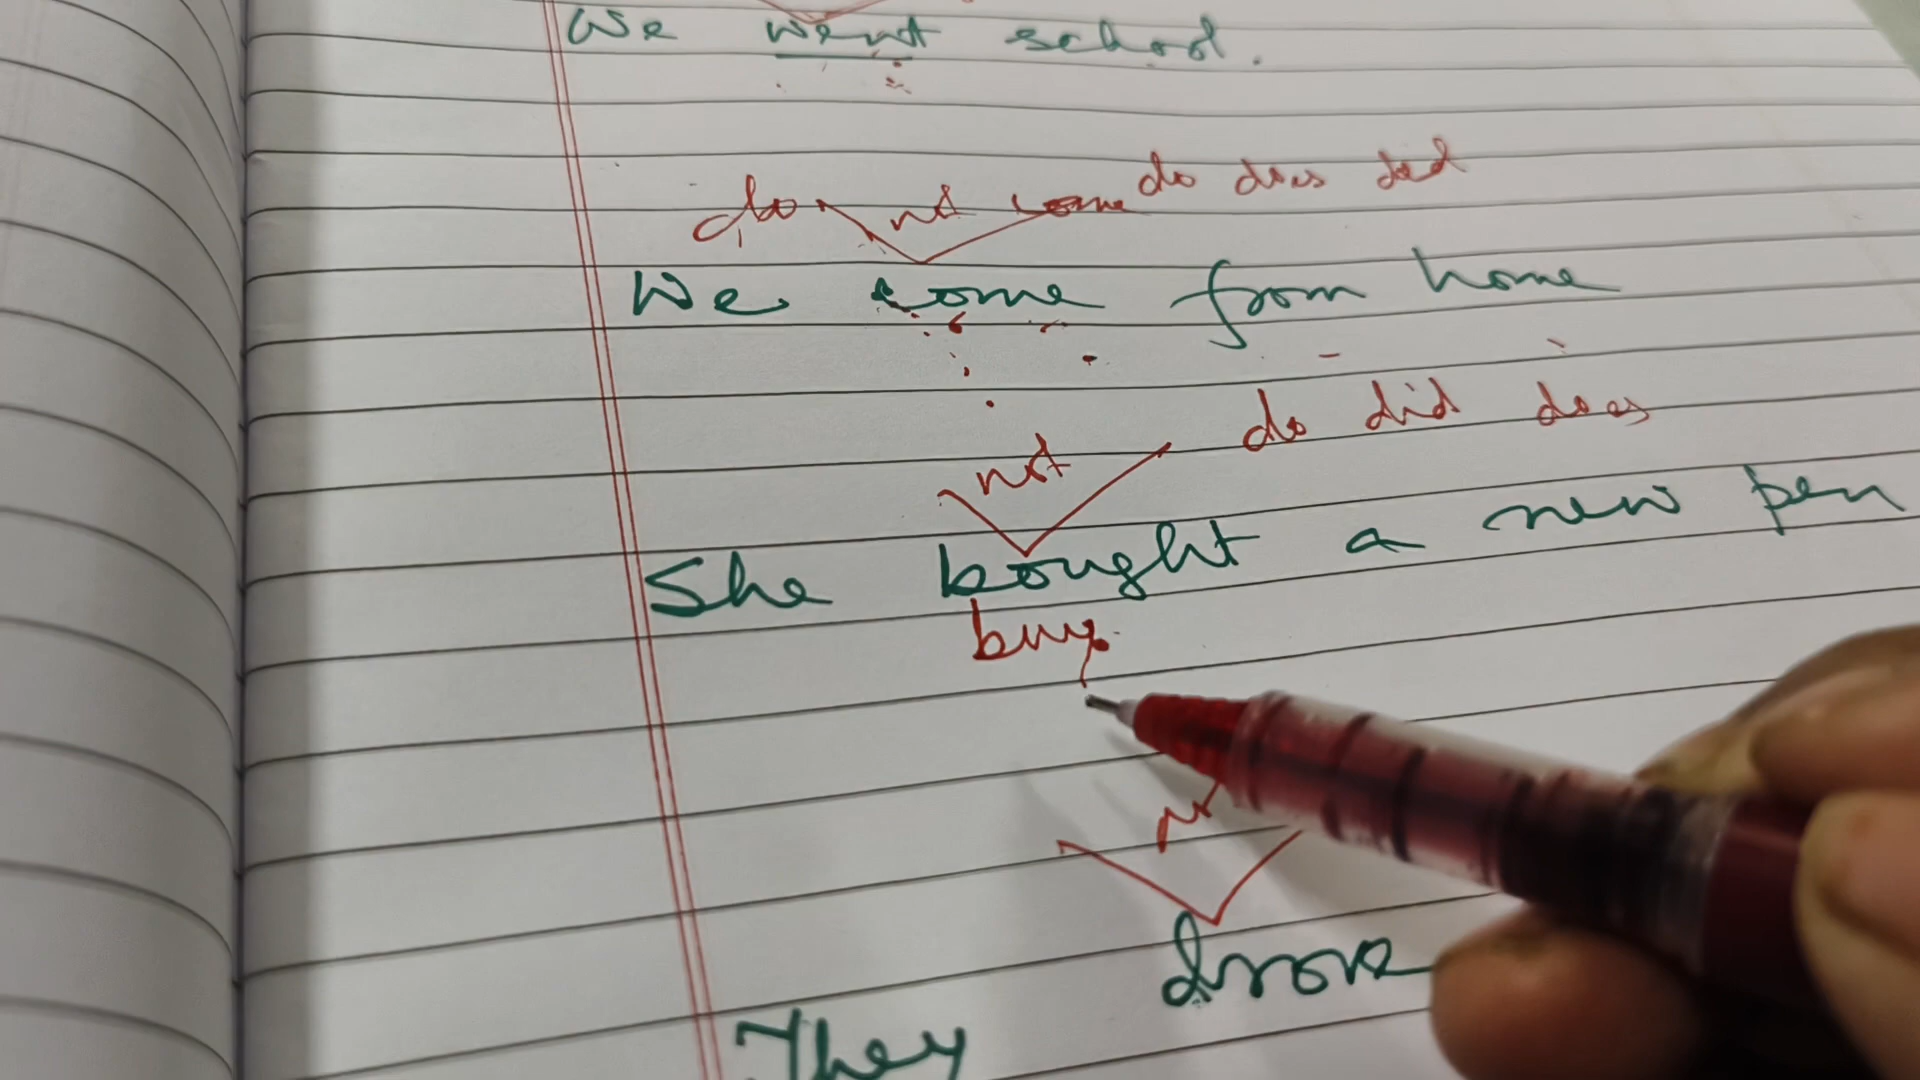 We went school.
do not come do does did
We come from home
not do did does
She bought a new pen
buy
not
drove
They